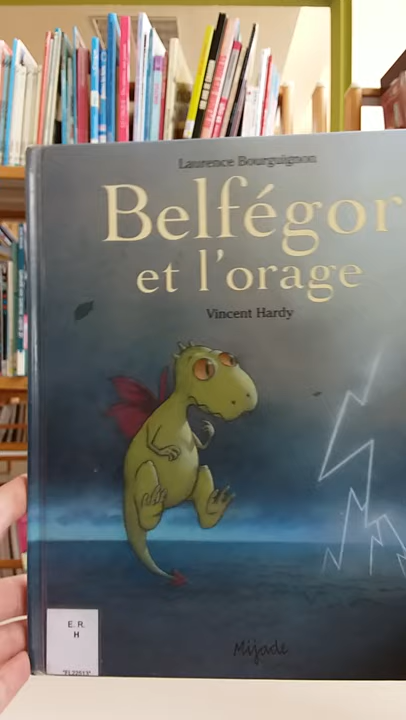 Laurence Bourguignon
Belfégor
et l'orage
Vincent Hardy
Mijade
E. R.
H